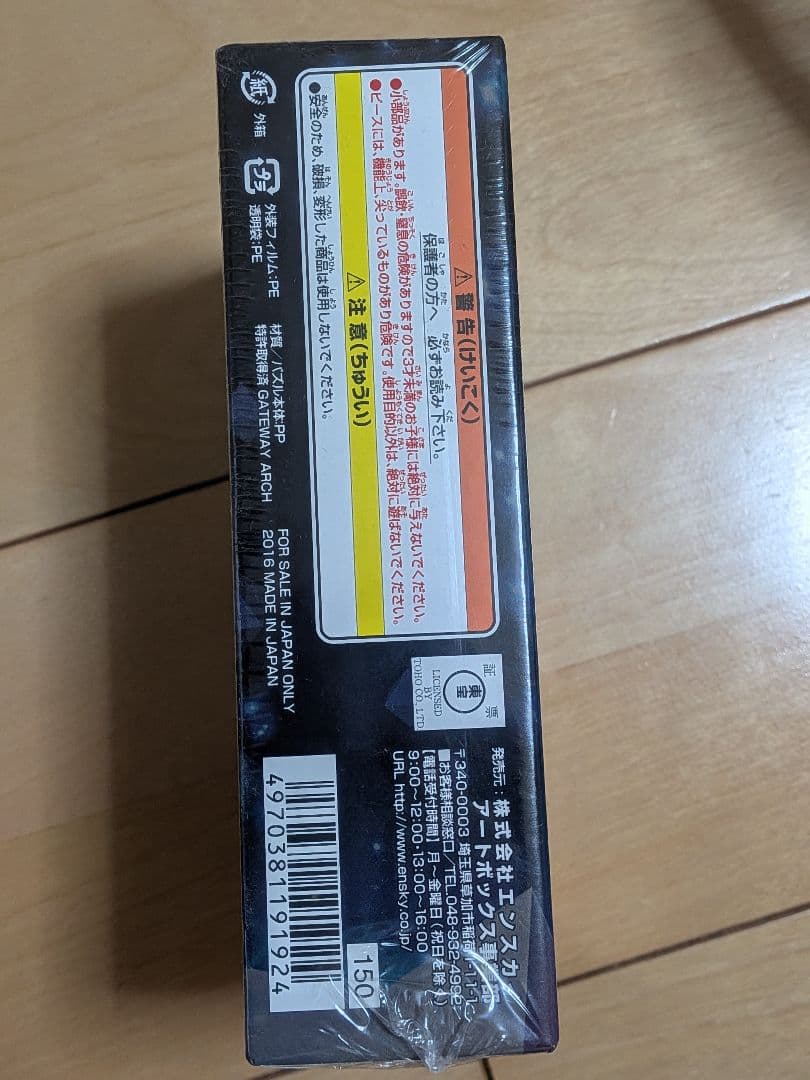 ⚠ 警告(けいこく)
保護者の方へ 必ずお読み下さい。
●小部品があります。誤飲・窒息の危険がありますので3才未満のお子様には絶対に与えないでください。
●ピースには、機能上、尖っているものがあり危険です。使用目的以外は、絶対に遊ばないでください。
⚠ 注意(ちゅうい)
●安全のため、破損、変形した商品は使用しないでください。
紙 外箱
プラ 外装フィルム:PE
透明袋:PE
材質/パズル本体:PP
特許取得済 GATEWAY ARCH
FOR SALE IN JAPAN ONLY
2016 MADE IN JAPAN
証 票
東宝
LICENSED
BY
TOHO CO., LTD.
発売元:株式会社エンスカイ
アートボックス事業部
〒340-0003 埼玉県草加市稲荷1-11-1
■お客様相談窓口/TEL.048-932-4992
【電話受付時間】月~金曜日(祝日を除く)
9:00~12:00・13:00~16:00
URL http://www.ensky.co.jp/
4970381191924
150